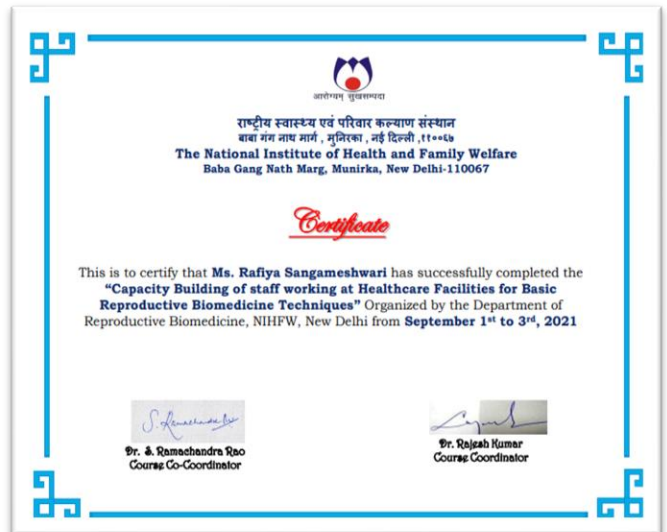 आरोग्यम् सुखसम्पदा
राष्ट्रीय स्वास्थ्य एवं परिवार कल्याण संस्थान
बाबा गंग नाथ मार्ग , मुनिरका , नई दिल्ली ,११००६७
The National Institute of Health and Family Welfare
Baba Gang Nath Marg, Munirka, New Delhi-110067
Certificate
This is to certify that Ms. Rafiya Sangameshwari has successfully completed the
“Capacity Building of staff working at Healthcare Facilities for Basic
Reproductive Biomedicine Techniques” Organized by the Department of
Reproductive Biomedicine, NIHFW, New Delhi from September 1st to 3rd, 2021
S. Ramachandra Rao
Dr. S. Ramachandra Rao
Course Co-Coordinator
Dr. Rajesh Kumar
Course Coordinator